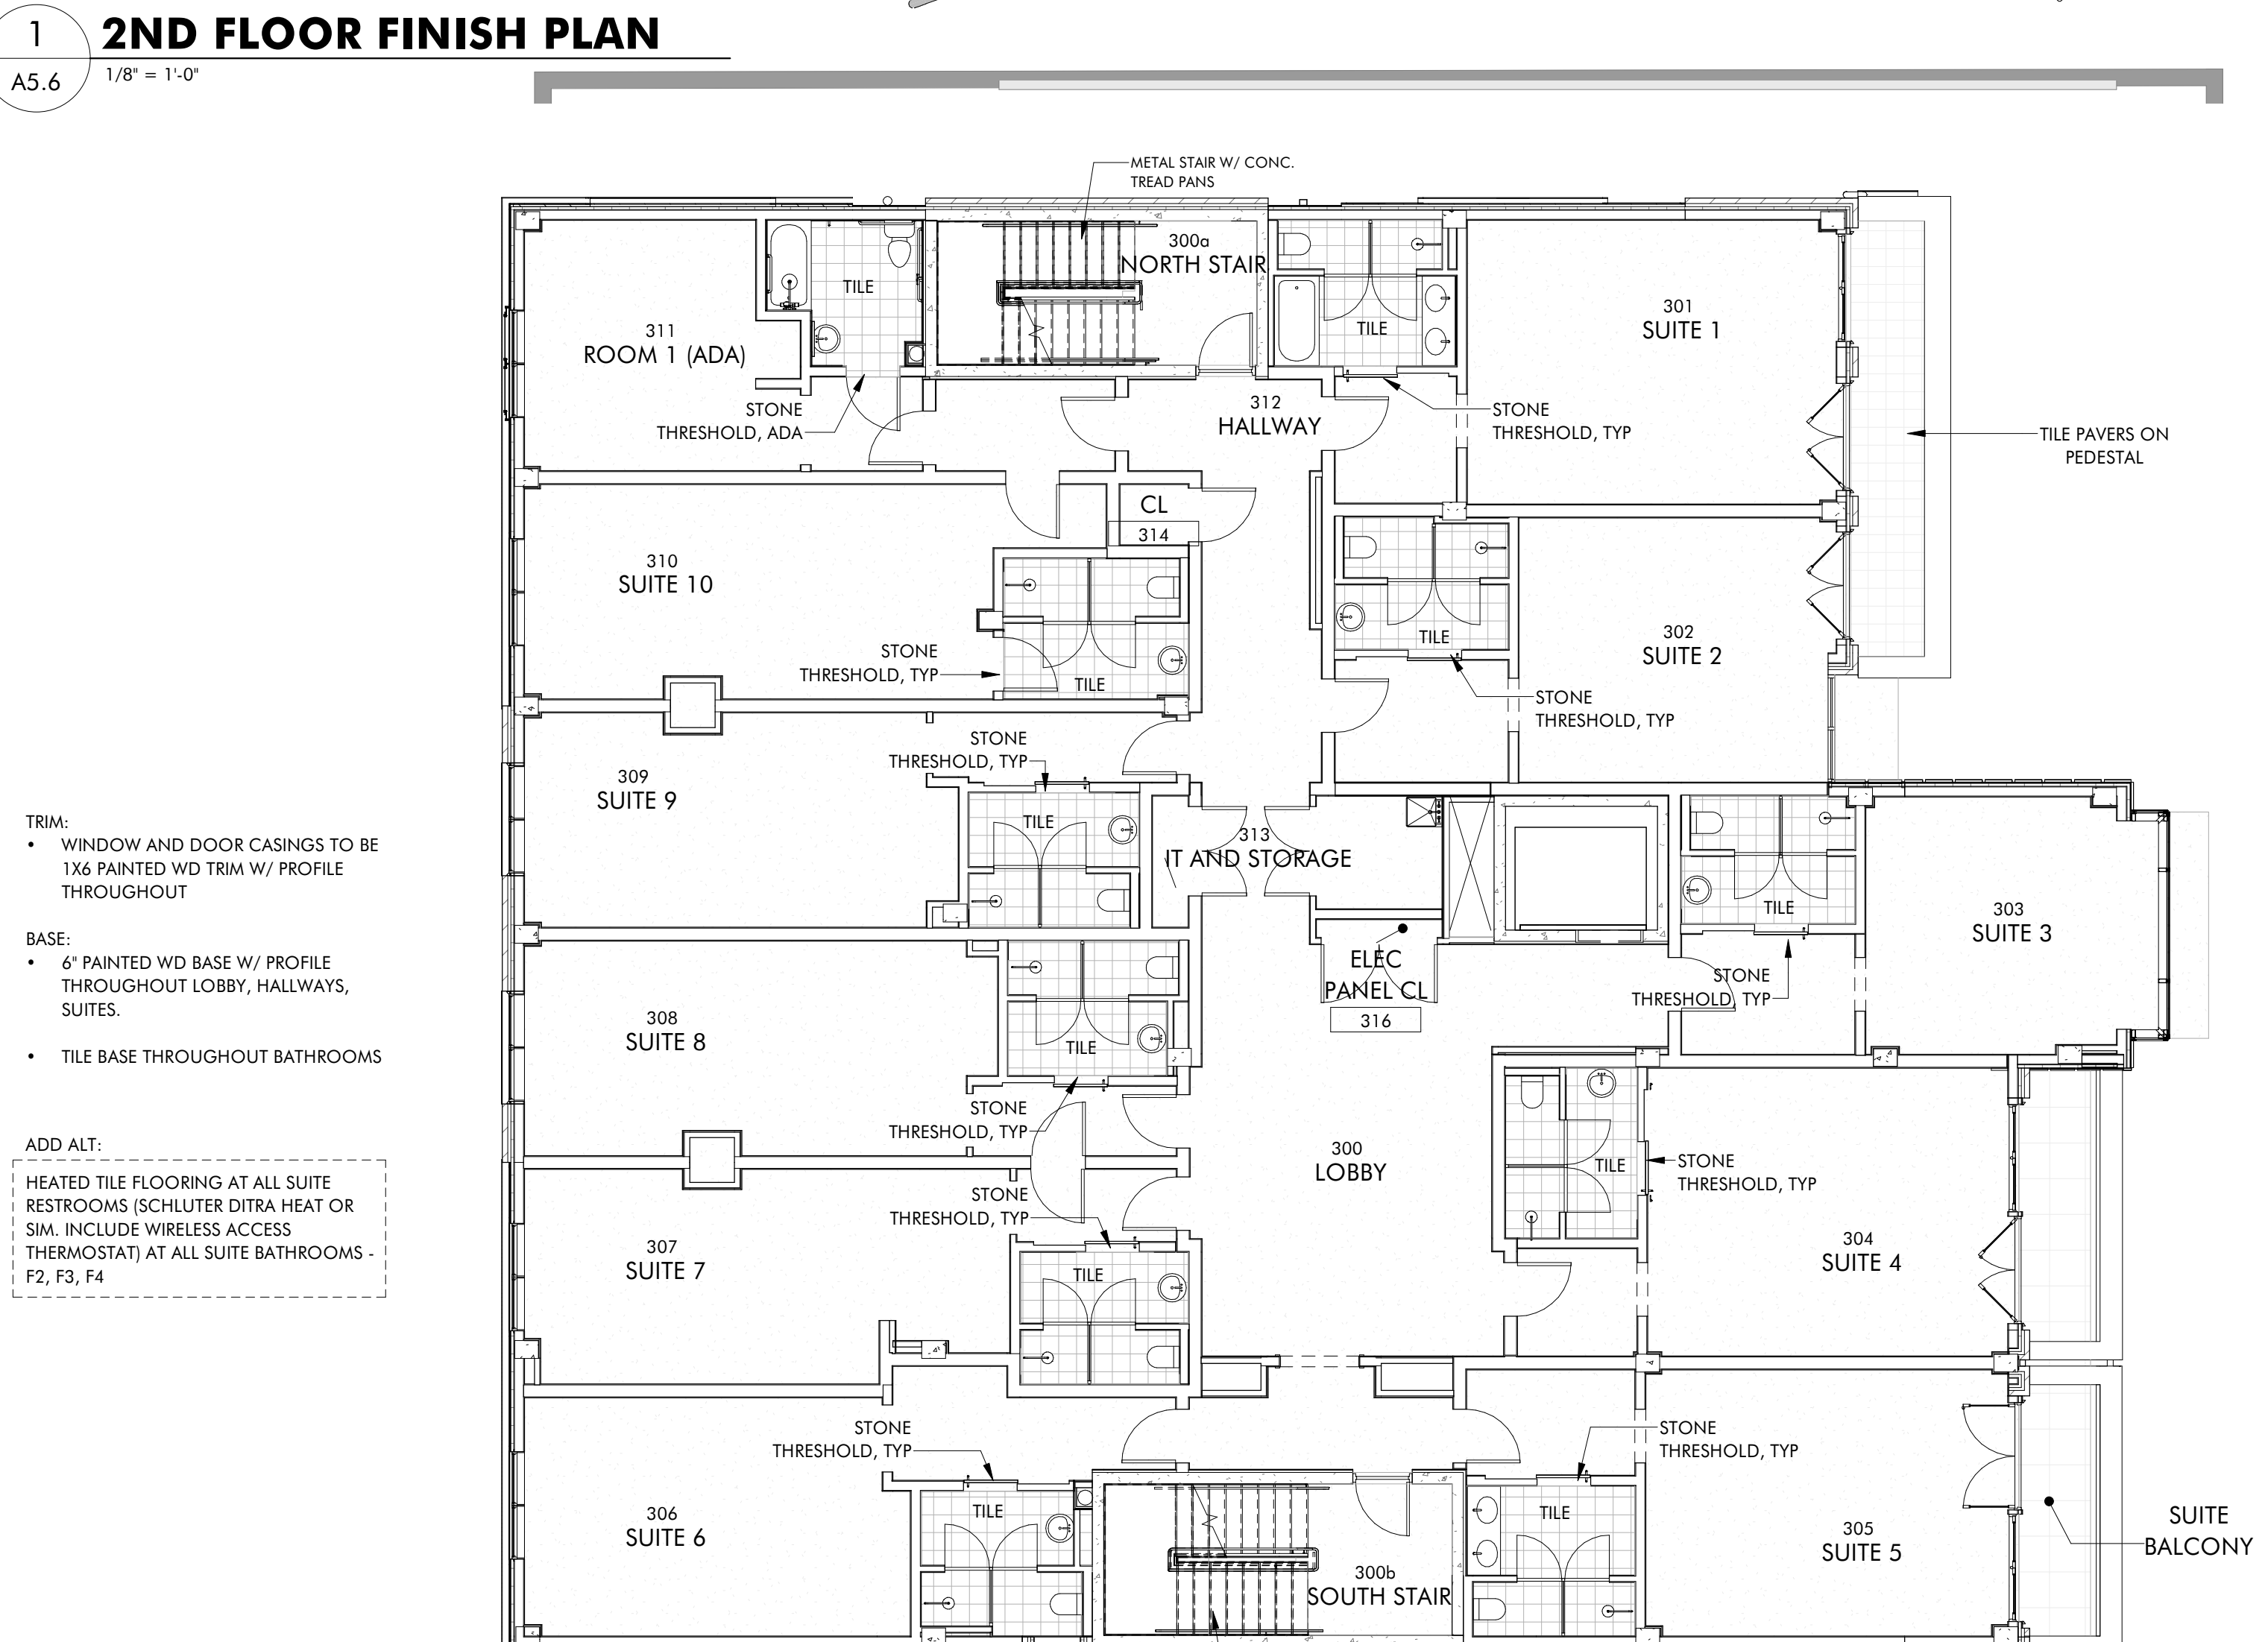 1
A5.6
2ND FLOOR FINISH PLAN
1/8" = 1'-0"
METAL STAIR W/ CONC.
TREAD PANS
300a
NORTH STAIR
TILE
311
ROOM 1 (ADA)
STONE
THRESHOLD, ADA
TILE
301
SUITE 1
312
HALLWAY
STONE
THRESHOLD, TYP
TILE PAVERS ON
PEDESTAL
CL
314
310
SUITE 10
STONE
THRESHOLD, TYP
TILE
TILE
302
SUITE 2
STONE
THRESHOLD, TYP
STONE
THRESHOLD, TYP
309
SUITE 9
TILE
313
IT AND STORAGE
TILE
303
SUITE 3
STONE
THRESHOLD, TYP
ELEC
PANEL CL
316
TRIM:
• WINDOW AND DOOR CASINGS TO BE
1X6 PAINTED WD TRIM W/ PROFILE
THROUGHOUT
BASE:
• 6" PAINTED WD BASE W/ PROFILE
THROUGHOUT LOBBY, HALLWAYS,
SUITES.
• TILE BASE THROUGHOUT BATHROOMS
ADD ALT:
HEATED TILE FLOORING AT ALL SUITE
RESTROOMS (SCHLUTER DITRA HEAT OR
SIM. INCLUDE WIRELESS ACCESS
THERMOSTAT) AT ALL SUITE BATHROOMS -
F2, F3, F4
308
SUITE 8
TILE
STONE
THRESHOLD, TYP
300
LOBBY
TILE
STONE
THRESHOLD, TYP
STONE
THRESHOLD, TYP
307
SUITE 7
TILE
304
SUITE 4
STONE
THRESHOLD, TYP
STONE
THRESHOLD, TYP
306
SUITE 6
TILE
300b
SOUTH STAIR
TILE
305
SUITE 5
SUITE
BALCONY